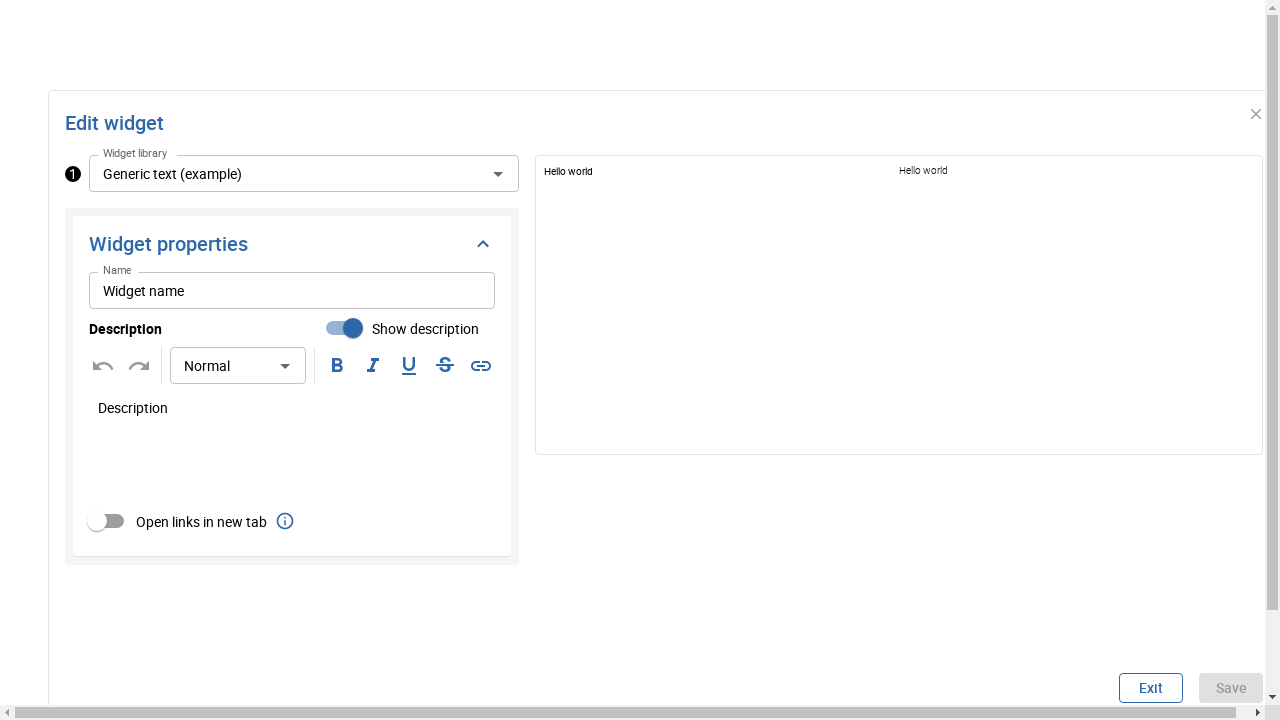 Edit widget
Widget library
1 Generic text (example)
Hello world
Hello world
Widget properties
Name
Widget name
Description
Show description
Normal
B I U S
Description
Open links in new tab
Exit
Save